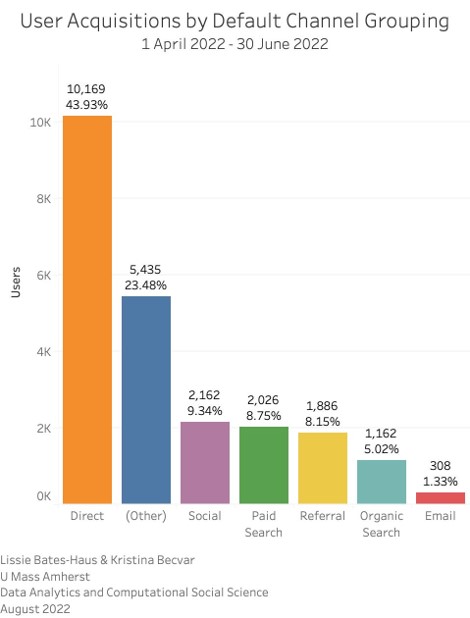 User Acquisitions by Default Channel Grouping
1 April 2022 - 30 June 2022
10,169
43.93%
10K
8K
5,435
23.48%
6K
Users
4K
2,162
9.34%
2,026
8.75%
1,886
8.15%
2K
1,162
5.02%
308
1.33%
0K
Direct
(Other)
Social
Paid
Search
Referral
Organic
Search
Email
Lissie Bates-Haus & Kristina Becvar
U Mass Amherst
Data Analytics and Computational Social Science
August 2022